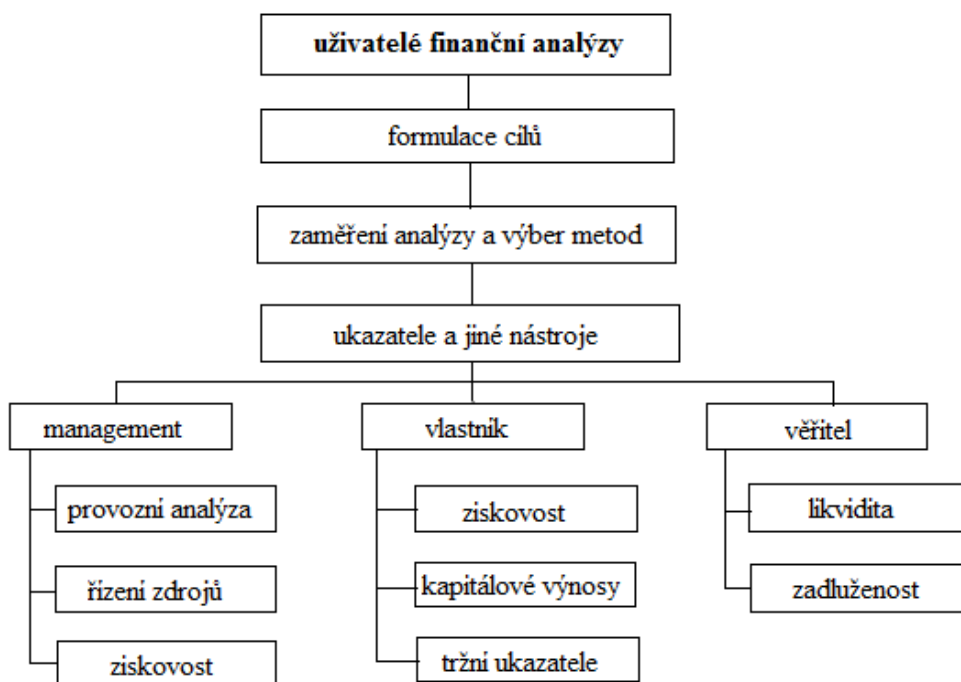 uživatelé finanční analýzy
formulace cílů
zaměření analýzy a výber metod
ukazatele a jiné nástroje
management
vlastník
věřitel
provozní analýza
ziskovost
likvidita
řízení zdrojů
kapitálové výnosy
zadluženost
ziskovost
tržní ukazatele